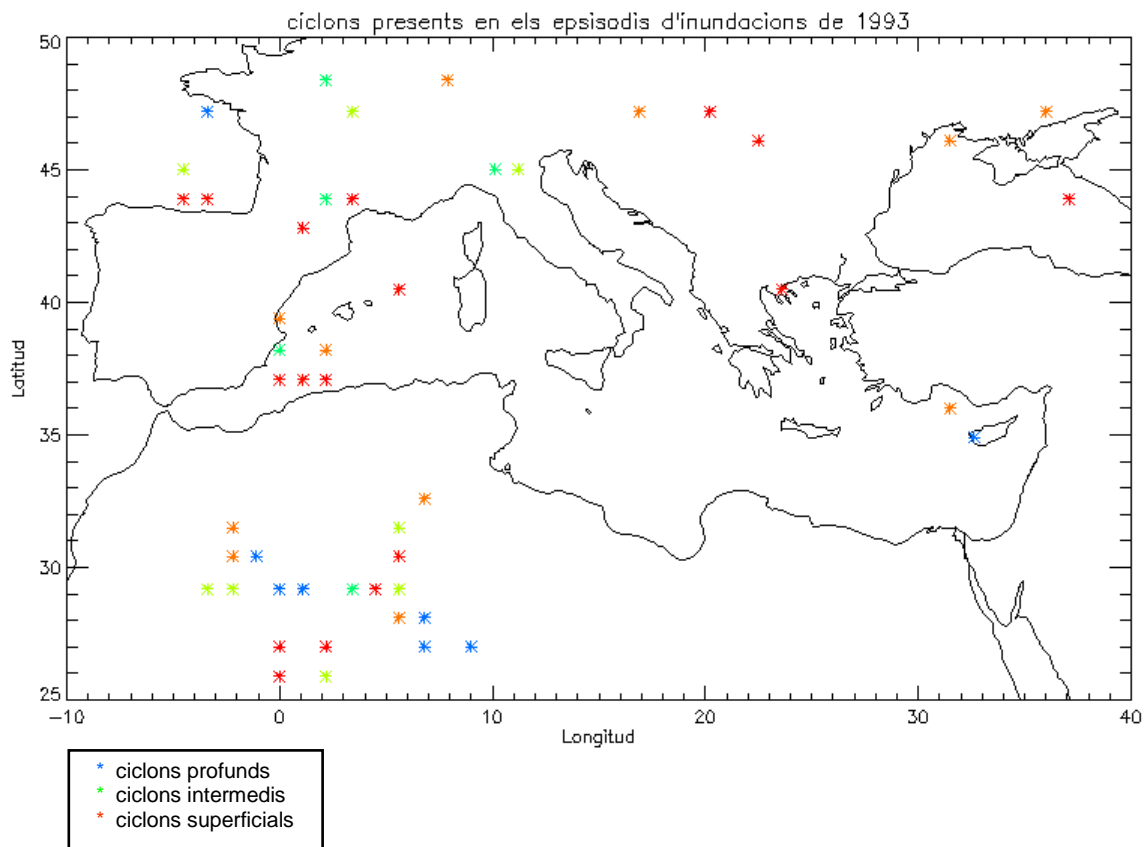 ciclons presents en els epsisodis d'inundacions de 1993
50
45
40
35
30
25
Latitud
-10 0 10 20 30 40
Longitud
* ciclons profunds
* ciclons intermedis
* ciclons superficials